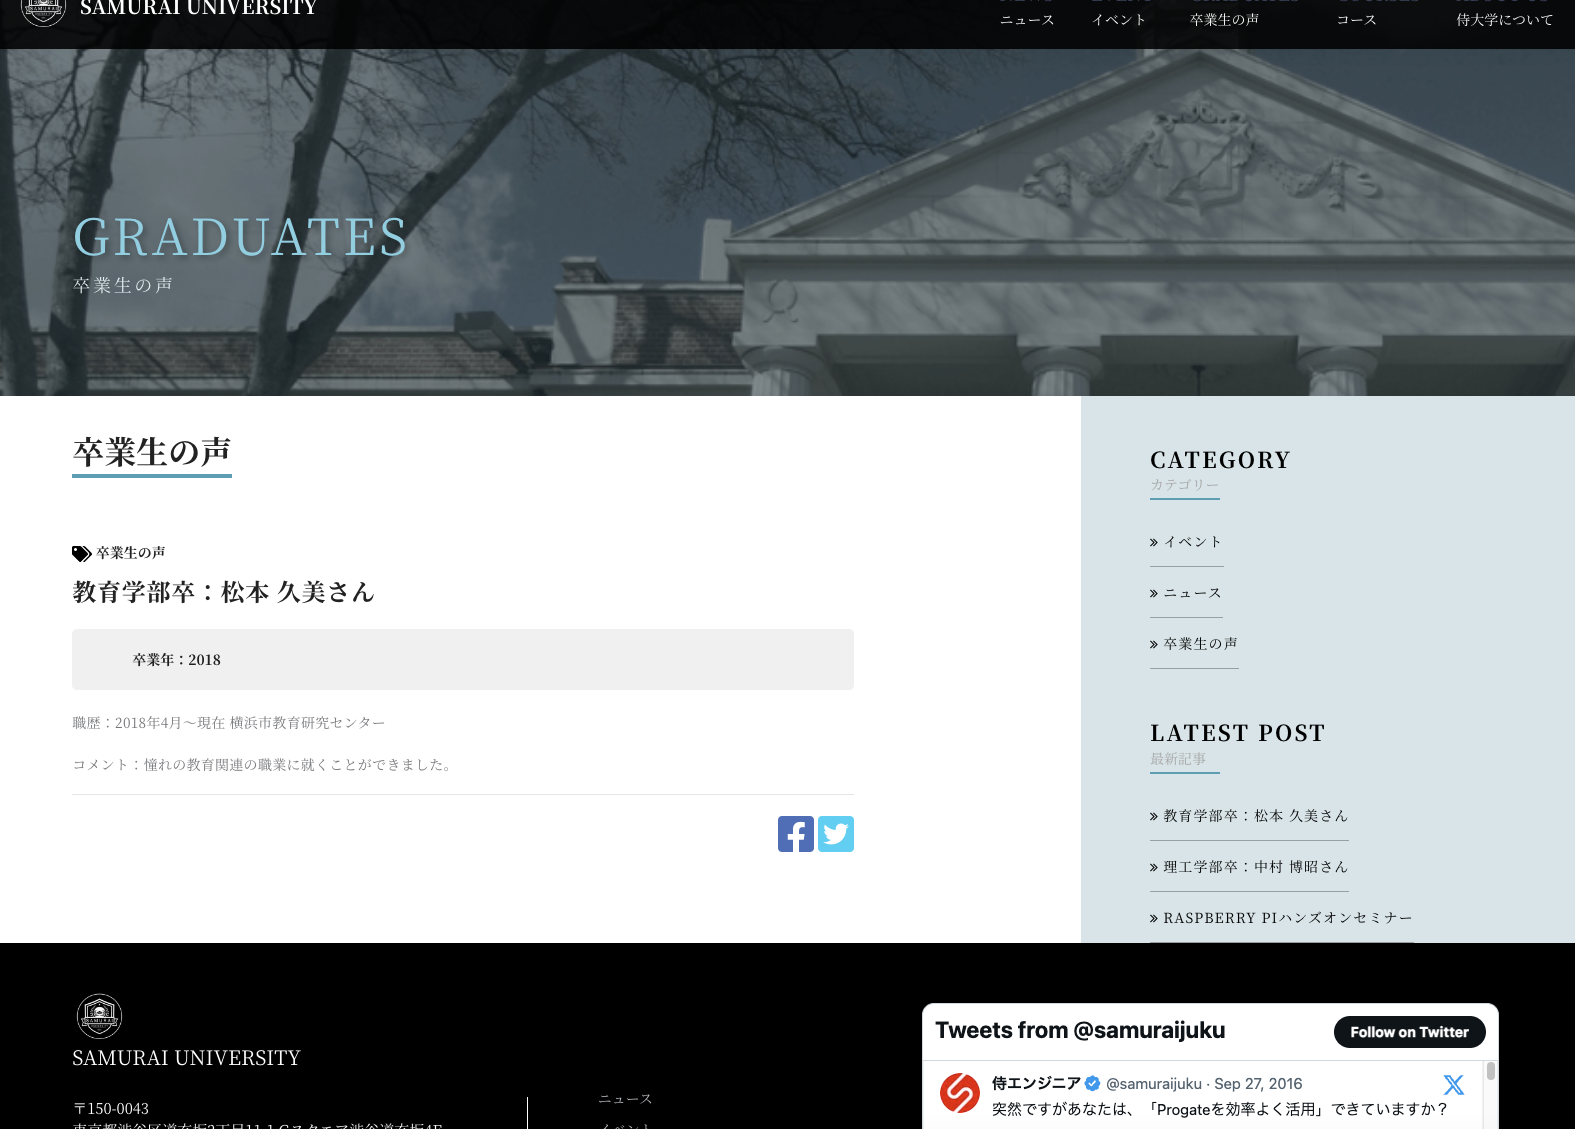 SAMURAI UNIVERSITY
ニュース イベント 卒業生の声 コース 侍大学について
GRADUATES
卒業生の声
卒業生の声
卒業生の声
教育学部卒：松本 久美さん
卒業年：2018
職歴：2018年4月〜現在 横浜市教育研究センター
コメント：憧れの教育関連の職業に就くことができました。
CATEGORY
カテゴリー
» イベント
» ニュース
» 卒業生の声
LATEST POST
最新記事
» 教育学部卒：松本 久美さん
» 理工学部卒：中村 博昭さん
» RASPBERRY PIハンズオンセミナー
SAMURAI UNIVERSITY
〒150-0043
ニュース
イベント
Tweets from @samuraijuku
Follow on Twitter
侍エンジニア @samuraijuku · Sep 27, 2016
突然ですがあなたは、「Progateを効率よく活用」できていますか？